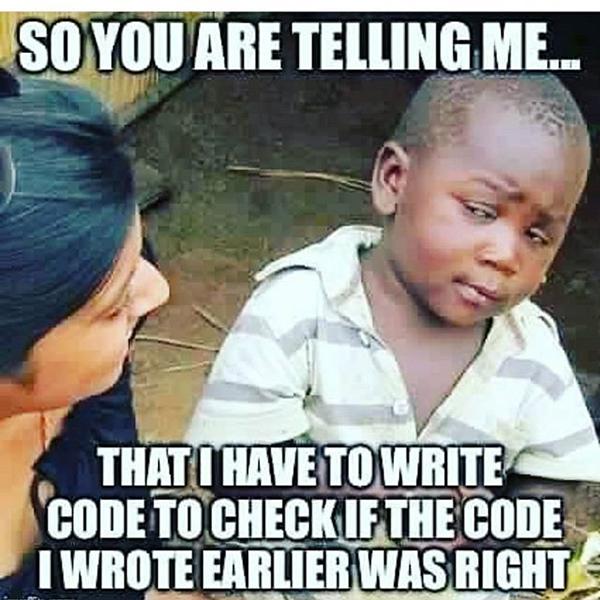 SO YOU ARE TELLING ME...
THAT I HAVE TO WRITE
CODE TO CHECK IF THE CODE
I WROTE EARLIER WAS RIGHT